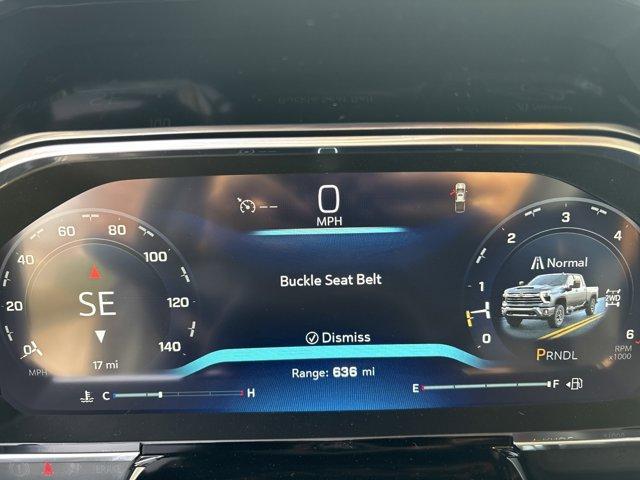 0
MPH
Buckle Seat Belt
Dismiss
Range: 636 mi
0 20 40 60 80 100 120 140
MPH
SE
17 mi
C H
E F
0 1 2 3 4 6
RPM
x1000
Normal
2WD
PRNDL